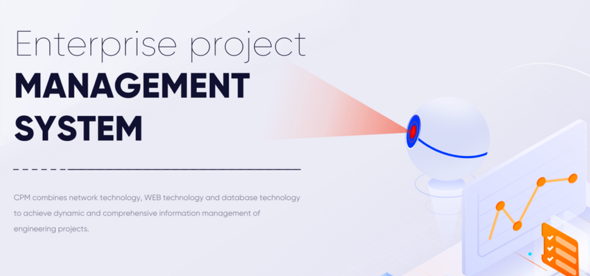 Enterprise project
MANAGEMENT
SYSTEM
CPM combines network technology, WEB technology and database technology
to achieve dynamic and comprehensive information management of
engineering projects.